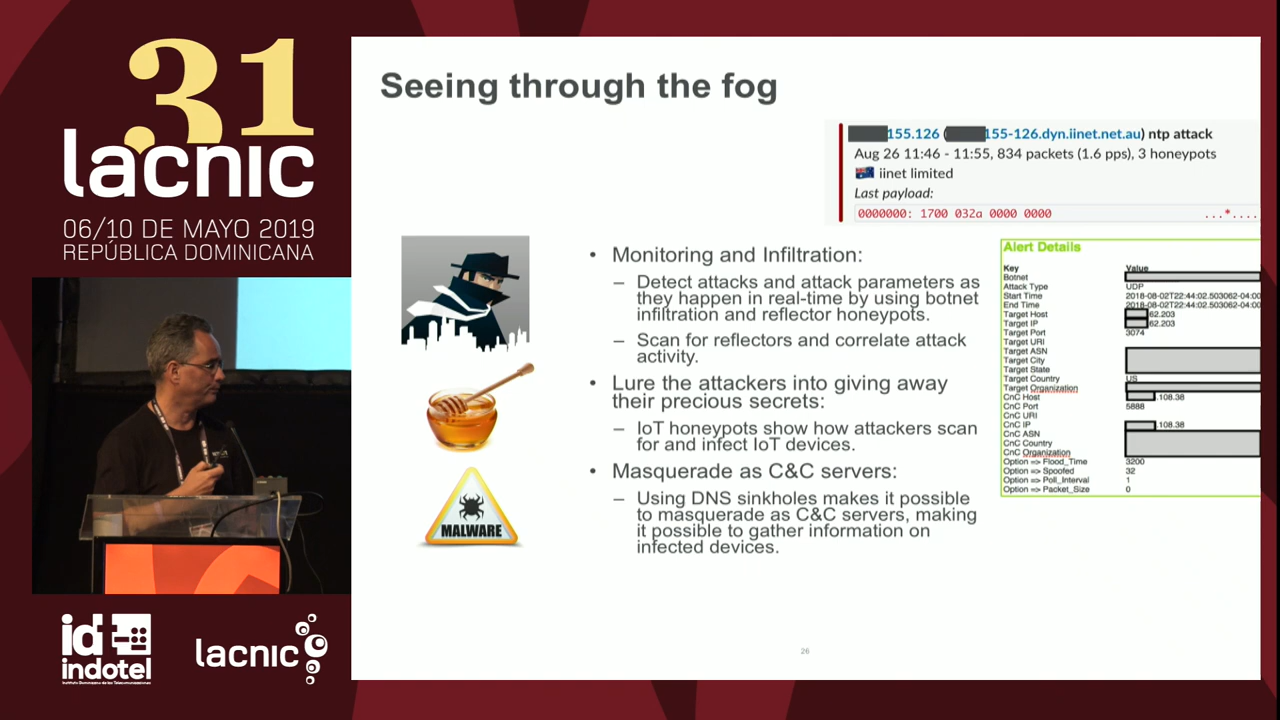 31
lacnic
06/10 DE MAYO 2019
REPÚBLICA DOMINICANA
Seeing through the fog
155.126 ( 155-126.dyn.iinet.net.au) ntp attack
Aug 26 11:46 - 11:55, 834 packets (1.6 pps), 3 honeypots
iinet limited
Last payload:
0000000: 1700 032a 0000 0000 ...*....
• Monitoring and Infiltration:
– Detect attacks and attack parameters as
they happen in real-time by using botnet
infiltration and reflector honeypots.
– Scan for reflectors and correlate attack
activity.
• Lure the attackers into giving away
their precious secrets:
– IoT honeypots show how attackers scan
for and infect IoT devices.
• Masquerade as C&C servers:
– Using DNS sinkholes makes it possible
to masquerade as C&C servers, making
it possible to gather information on
infected devices.
MALWARE
Alert Details
Key Value
Botnet
Attack Type UDP
Start Time 2018-08-02T22:44:02.503062-04:00
End Time 2018-08-02T22:44:02.503062-04:00
Target Host 62.203
Target IP 62.203
Target Port 3074
Target URI
Target ASN
Target City
Target State
Target Country US
Target Organization
CnC Host .108.38
CnC Port 5888
CnC URI
CnC IP .108.38
CnC ASN
CnC Country
CnC Organization
Option => Flood_Time 3200
Option => Spoofed 32
Option => Poll_Interval 1
Option => Packet_Size 0
26
id
indotel
lacnic